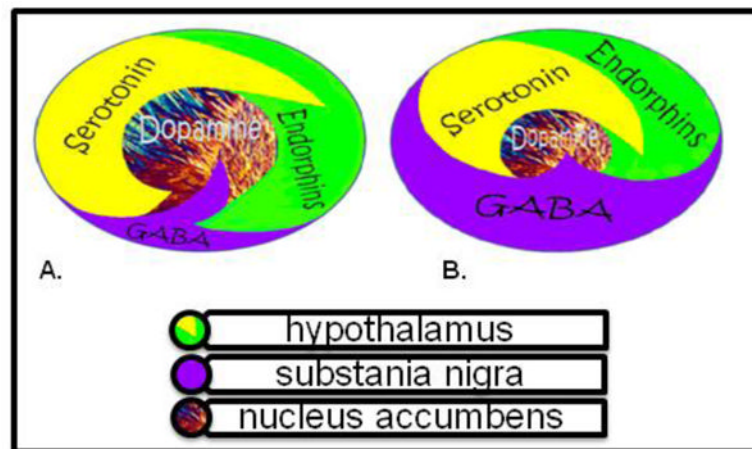 Serotonin
Dopamine
Endorphins
GABA
A.
Serotonin
Dopamine
Endorphins
GABA
B.
hypothalamus
substania nigra
nucleus accumbens